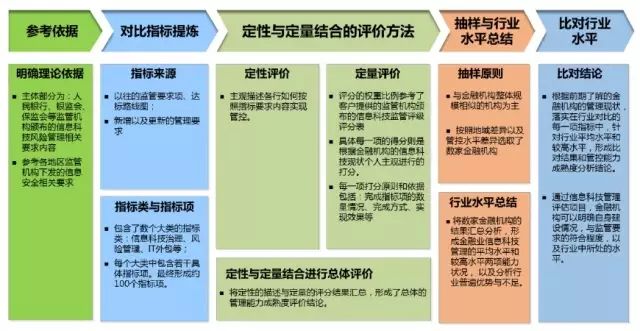 参考依据
明确理论依据
主体部分为：人
民银行、银监会、
保监会等监管机
构颁布的信息科
技风险管理相关
要求内容
参考各地区监管
机构下发的信息
安全相关要求
对比指标提炼
指标来源
以往的监管要求项、达
标路线图；
新增以及更新的管理要
求
指标类与指标项
包含了数个大类的指标
类：信息科技治理、风
险管理、IT外包等；
每个大类中包含若干具
体指标项。最终形成约
100个指标项。
定性与定量结合的评价方法
定性评价
主观描述各行如何按
照指标要求内容实现
管控。
定量评价
评分的权重比例参考了
客户提供的监管机构颁
布的信息科技监管评级
评分表
具体每一项的得分则是
根据金融机构的信息科
技现状个人主观进行的
打分。
每一项打分原则和依据
包括：完成指标项的数
量情况、完成方式、实
现效果等
定性与定量结合进行总体评价
将定性的描述与定量的评分结果汇总，形成了总体的
管理能力成熟度评价结论。
抽样与行业
水平总结
抽样原则
与金融机构整体规
模相似的机构为主
按照地域差异以及
管控水平差异选取了
数家金融机构
行业水平总结
将数家金融机构的
结果汇总分析，形
成金融业信息科技
管理的平均水平和
较高水平两项能力
状况，以及分析行
业普遍优势与不足。
比对行业
水平
比对结论
根据前期了解的金
融机构的管理现状，
落实在行业对比的
每一项指标中，针
对行业平均水平和
较高水平，形成比
对结果和管控能力
成熟度分析结论。
通过信息科技管理
评估项目，金融机
构可以明确自身建
设情况，与监管要
求的符合程度，以
及行业中所处的水
平。